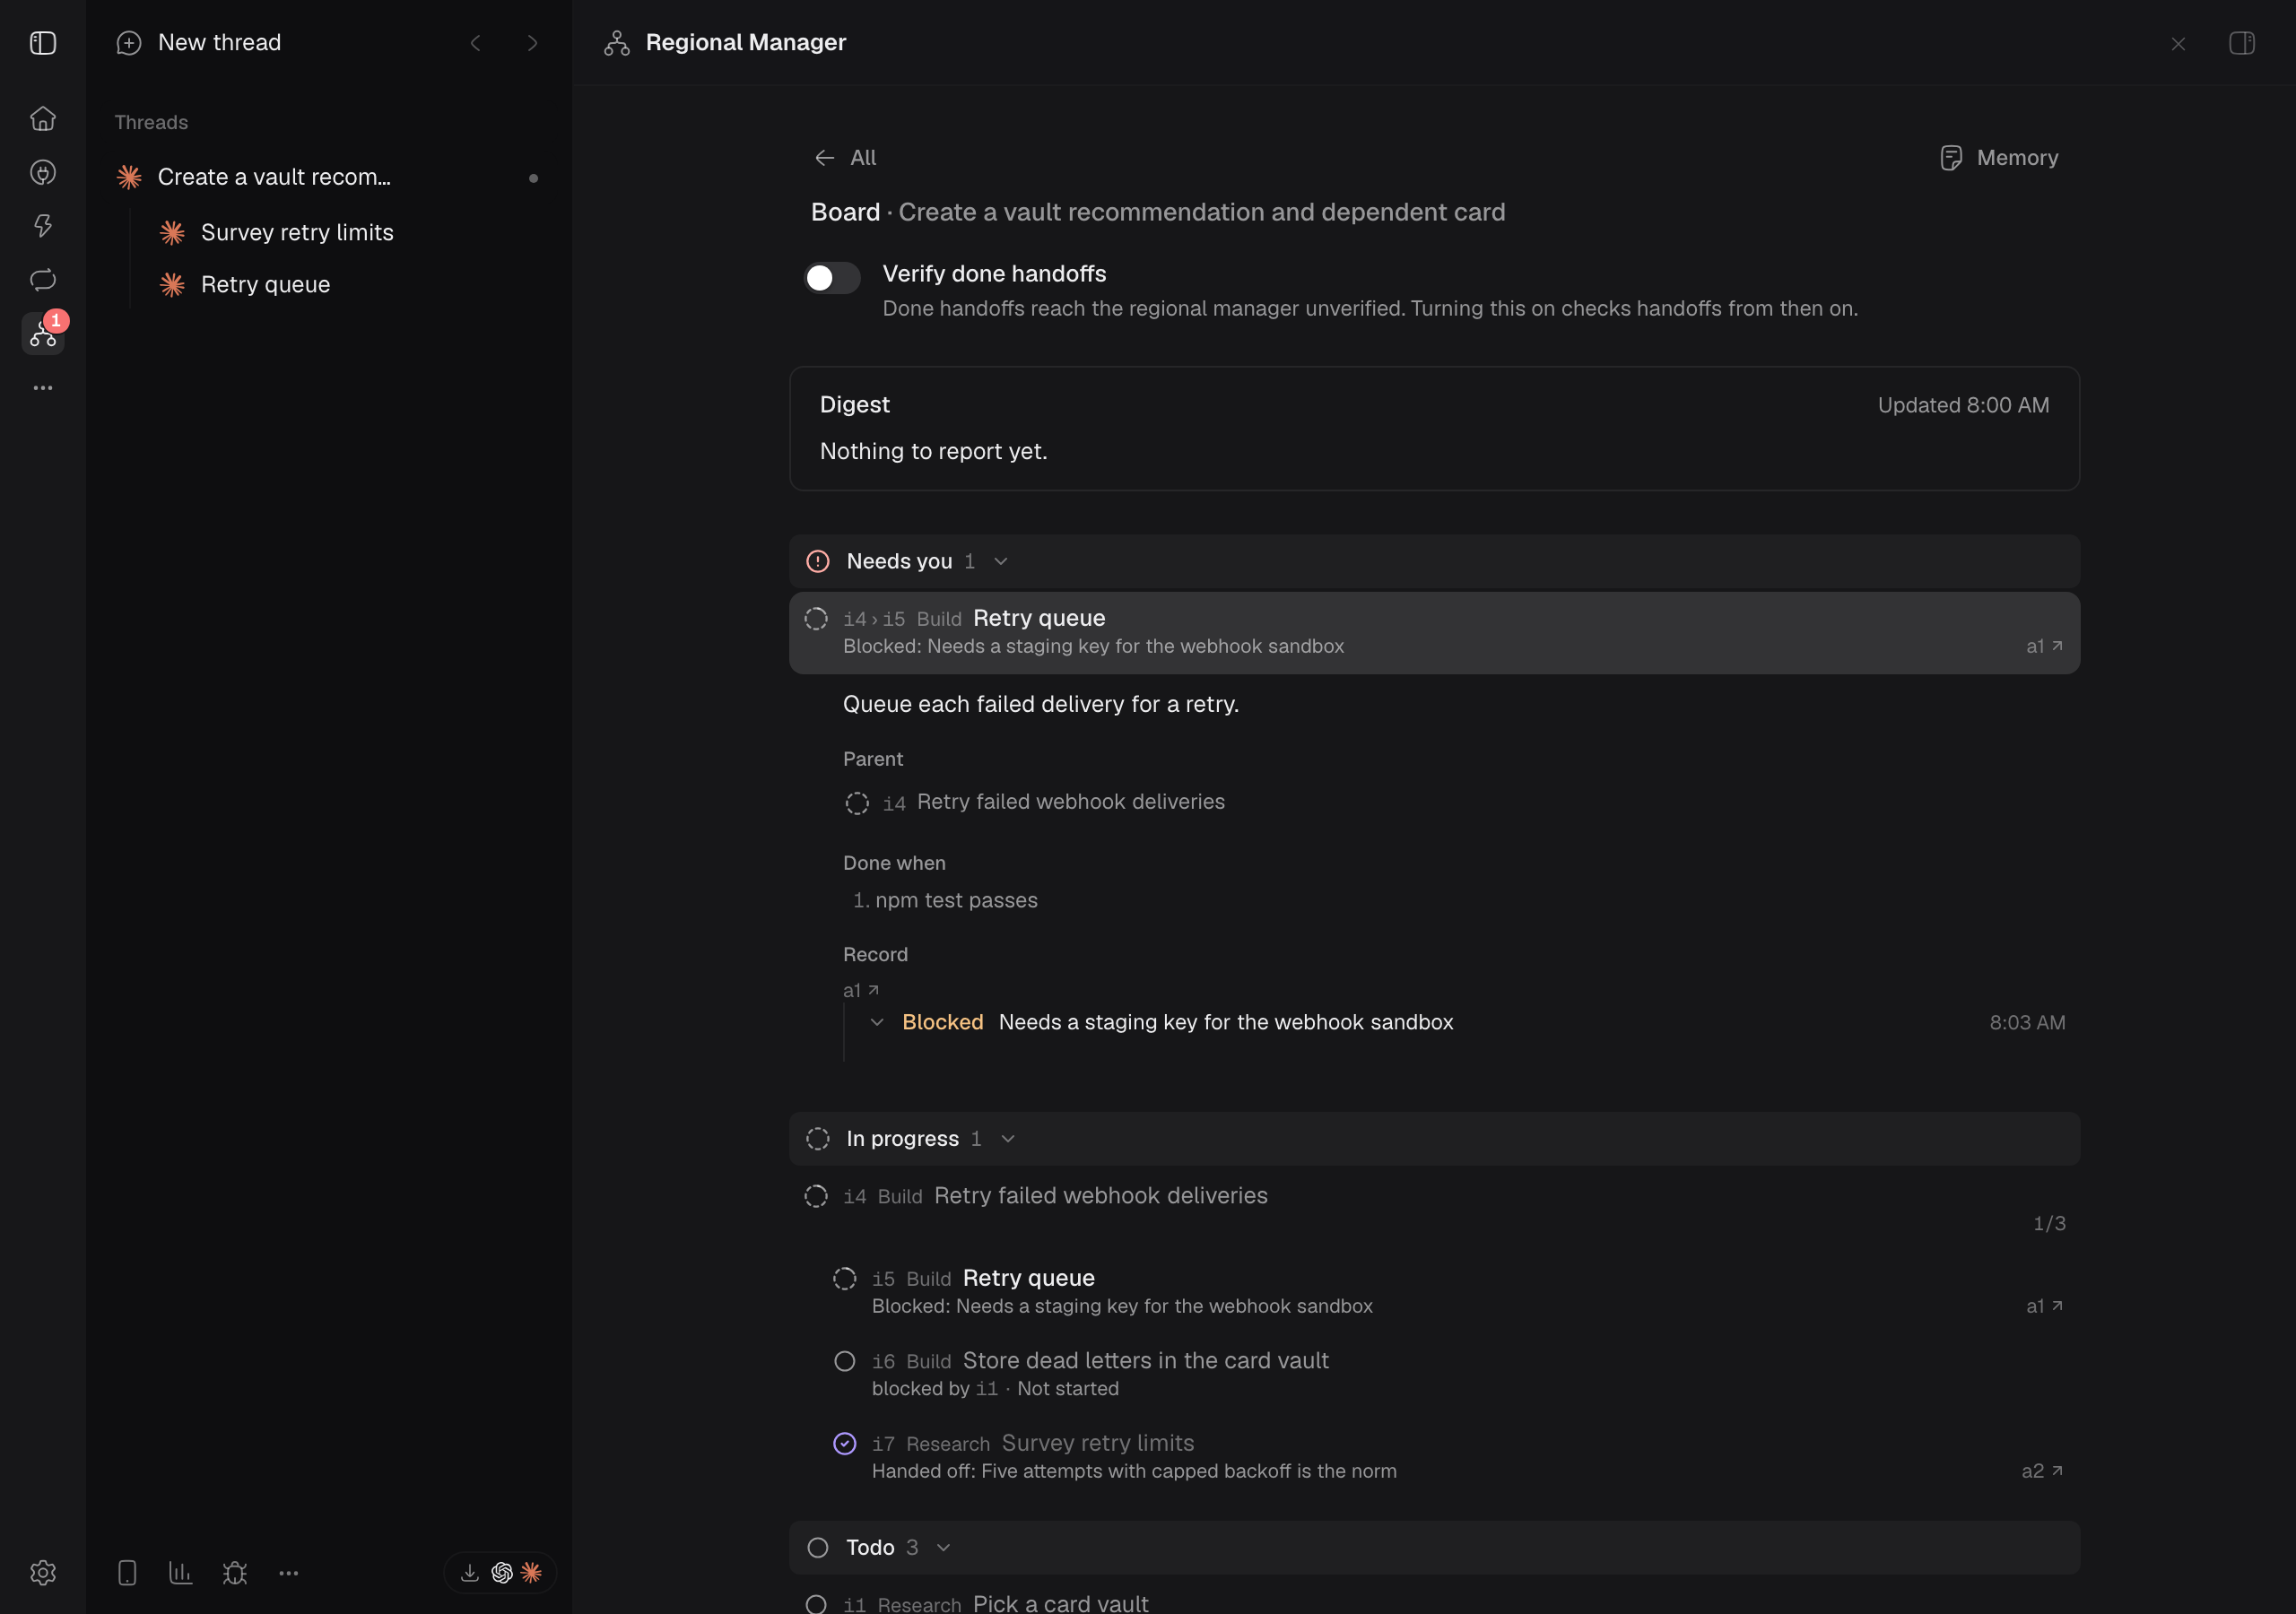 New thread
Threads
Create a vault recom...
Survey retry limits
Retry queue
1
Regional Manager
All
Memory
Board · Create a vault recommendation and dependent card
Verify done handoffs
Done handoffs reach the regional manager unverified. Turning this on checks handoffs from then on.
Digest
Updated 8:00 AM
Nothing to report yet.
Needs you 1
i4 › i5 Build Retry queue
Blocked: Needs a staging key for the webhook sandbox
a1
Queue each failed delivery for a retry.
Parent
i4 Retry failed webhook deliveries
Done when
1. npm test passes
Record
a1
Blocked Needs a staging key for the webhook sandbox
8:03 AM
In progress 1
i4 Build Retry failed webhook deliveries
1/3
i5 Build Retry queue
Blocked: Needs a staging key for the webhook sandbox
a1
i6 Build Store dead letters in the card vault
blocked by i1 · Not started
i7 Research Survey retry limits
Handed off: Five attempts with capped backoff is the norm
a2
Todo 3
i1 Research Pick a card vault